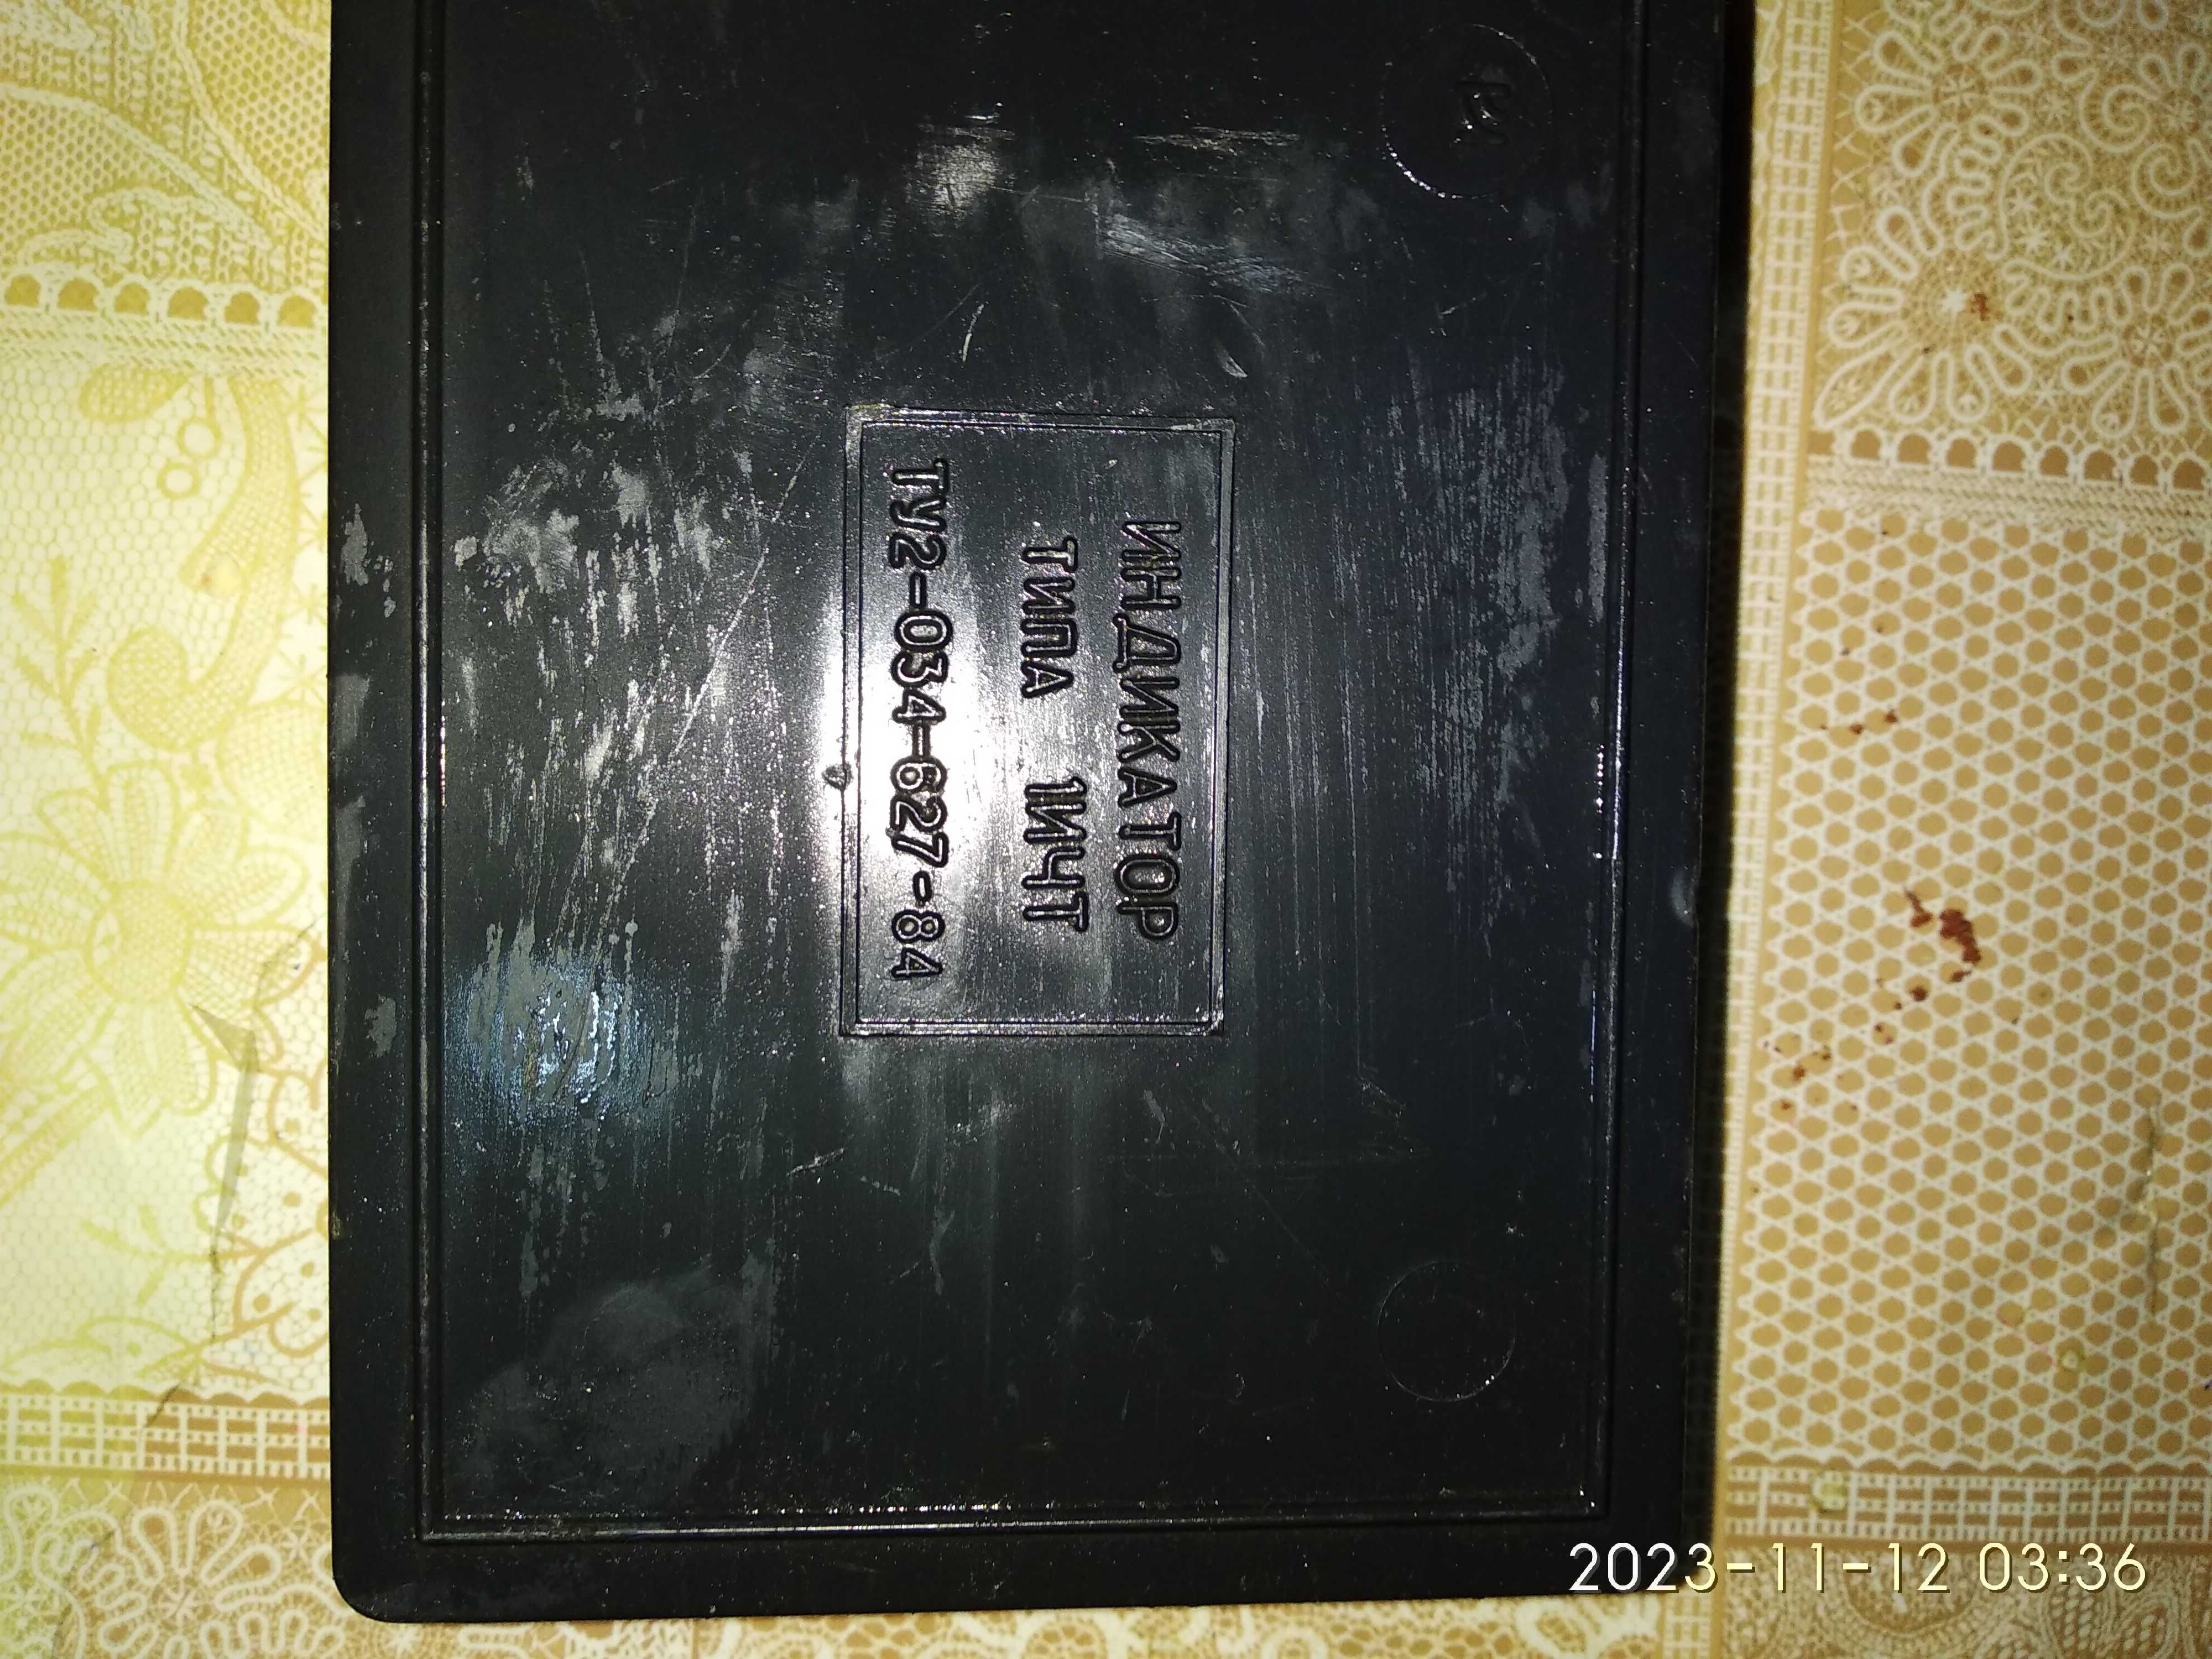 ИНДИКАТОР
ТИПА 1ИЧТ
ТУ2-034-627-84
2023-11-12 03:36